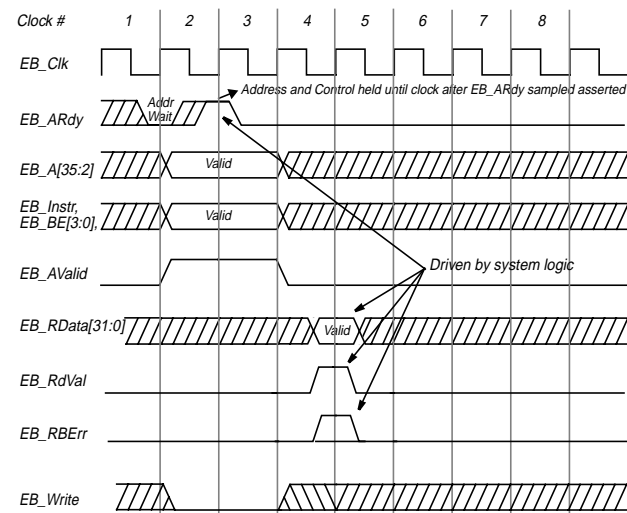 Clock # 1 2 3 4 5 6 7 8
EB_Clk
Address and Control held until clock after EB_ARdy sampled asserted
Addr
Wait
EB_ARdy
EB_A[35:2] Valid
EB_Instr,
EB_BE[3:0], Valid
EB_AValid
Driven by system logic
EB_RData[31:0] Valid
EB_RdVal
EB_RBErr
EB_Write